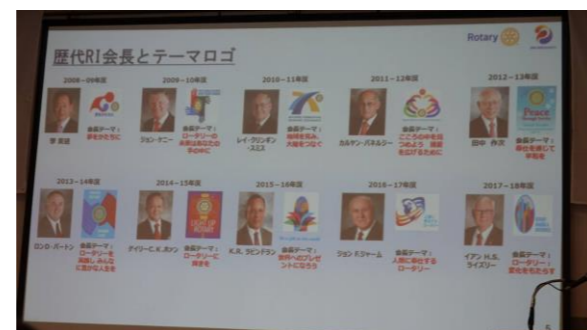 Rotary
歴代RI会長とテーマロゴ
2008-09年度
2009-10年度
2010-11年度
2011-12年度
2012-13年度
李 東建
会長テーマ：
夢をかたちに
ジョン・ケニー
会長テーマ：
ロータリーの
未来はあなたの
手の中に
レイ・クリンギン
・スミス
会長テーマ：
地域を育み、
大陸をつなぐ
カルヤン・バネルジー
会長テーマ：
こころの中を見
つめよう 博愛
を広げるために
田中 作次
Peace
会長テーマ：
奉仕を通じて
平和を
2013-14年度
2014-15年度
2015-16年度
2016-17年度
2017-18年度
ロンD.バートン
会長テーマ：
ロータリーを
実践し みんな
に豊かな人生を
ゲイリーC.K.ホァン
会長テーマ：
ロータリーに
輝きを
K.R. ラビンドラン
会長テーマ：
世界へのプレゼ
ントになろう
ジョン F.ジャーム
会長テーマ：
人類に奉仕する
ロータリー
イアン H.S.
ライズリー
会長テーマ：
ロータリー：
変化をもたらす
5